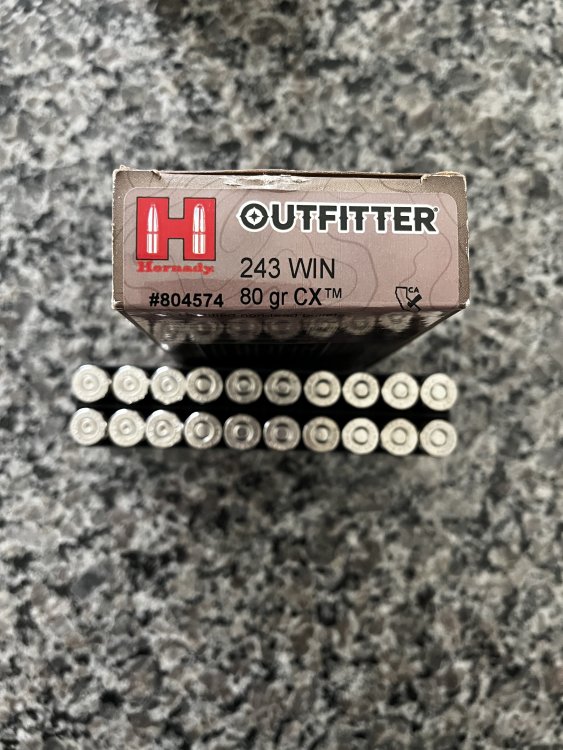 OUTFITTER®
Hornady
243 WIN
#804574 80 gr CX™
CA